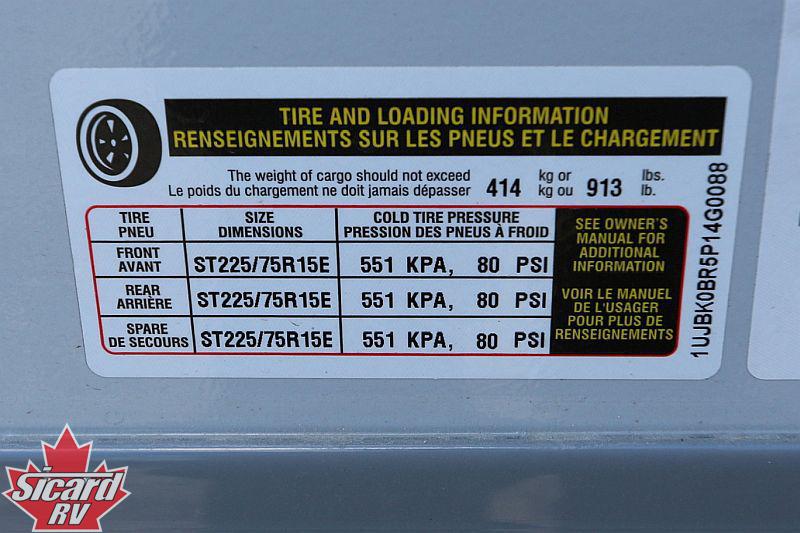 TIRE AND LOADING INFORMATION
RENSEIGNEMENTS SUR LES PNEUS ET LE CHARGEMENT
The weight of cargo should not exceed 414 kg or 913 lbs.
Le poids du chargement ne doit jamais dépasser kg ou lb.
TIRE SIZE COLD TIRE PRESSURE
PNEU DIMENSIONS PRESSION DES PNEUS À FROID
FRONT
AVANT ST225/75R15E 551 KPA, 80 PSI
REAR
ARRIÈRE ST225/75R15E 551 KPA, 80 PSI
SPARE
DE SECOURS ST225/75R15E 551 KPA, 80 PSI
SEE OWNER'S
MANUAL FOR
ADDITIONAL
INFORMATION
VOIR LE MANUEL
DE L'USAGER
POUR PLUS DE
RENSEIGNEMENTS
1UJBK0BR5P14G0088
Sicard
RV